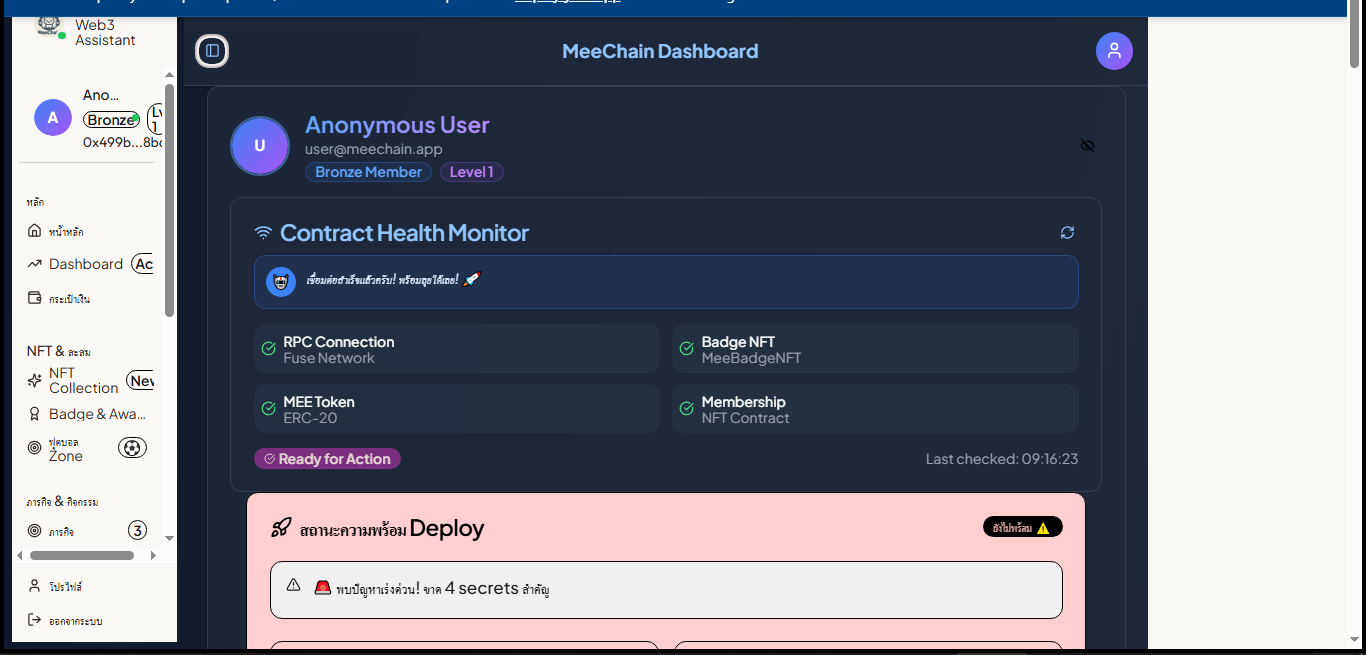 Web3
Assistant
A
Ano...
Bronze
Lv
1
0x499b...8bc
หลัก
หน้าหลัก
Dashboard
Ac
กระเป๋าเงิน
NFT & สะสม
NFT
Collection
New
Badge & Awa...
ฟุตบอล
Zone
ภารกิจ & กิจกรรม
ภารกิจ
3
โปรไฟล์
ออกจากระบบ
MeeChain Dashboard
U
Anonymous User
user@meechain.app
Bronze Member
Level 1
Contract Health Monitor
เชื่อมต่อสำเร็จแล้วครับ! พร้อมลุยได้เลย! 🚀
RPC Connection
Fuse Network
Badge NFT
MeeBadgeNFT
MEE Token
ERC-20
Membership
NFT Contract
Ready for Action
Last checked: 09:16:23
สถานะความพร้อม Deploy
ยังไม่พร้อม ⚠️
🚨 พบปัญหาเร่งด่วน! ขาด 4 secrets สำคัญ